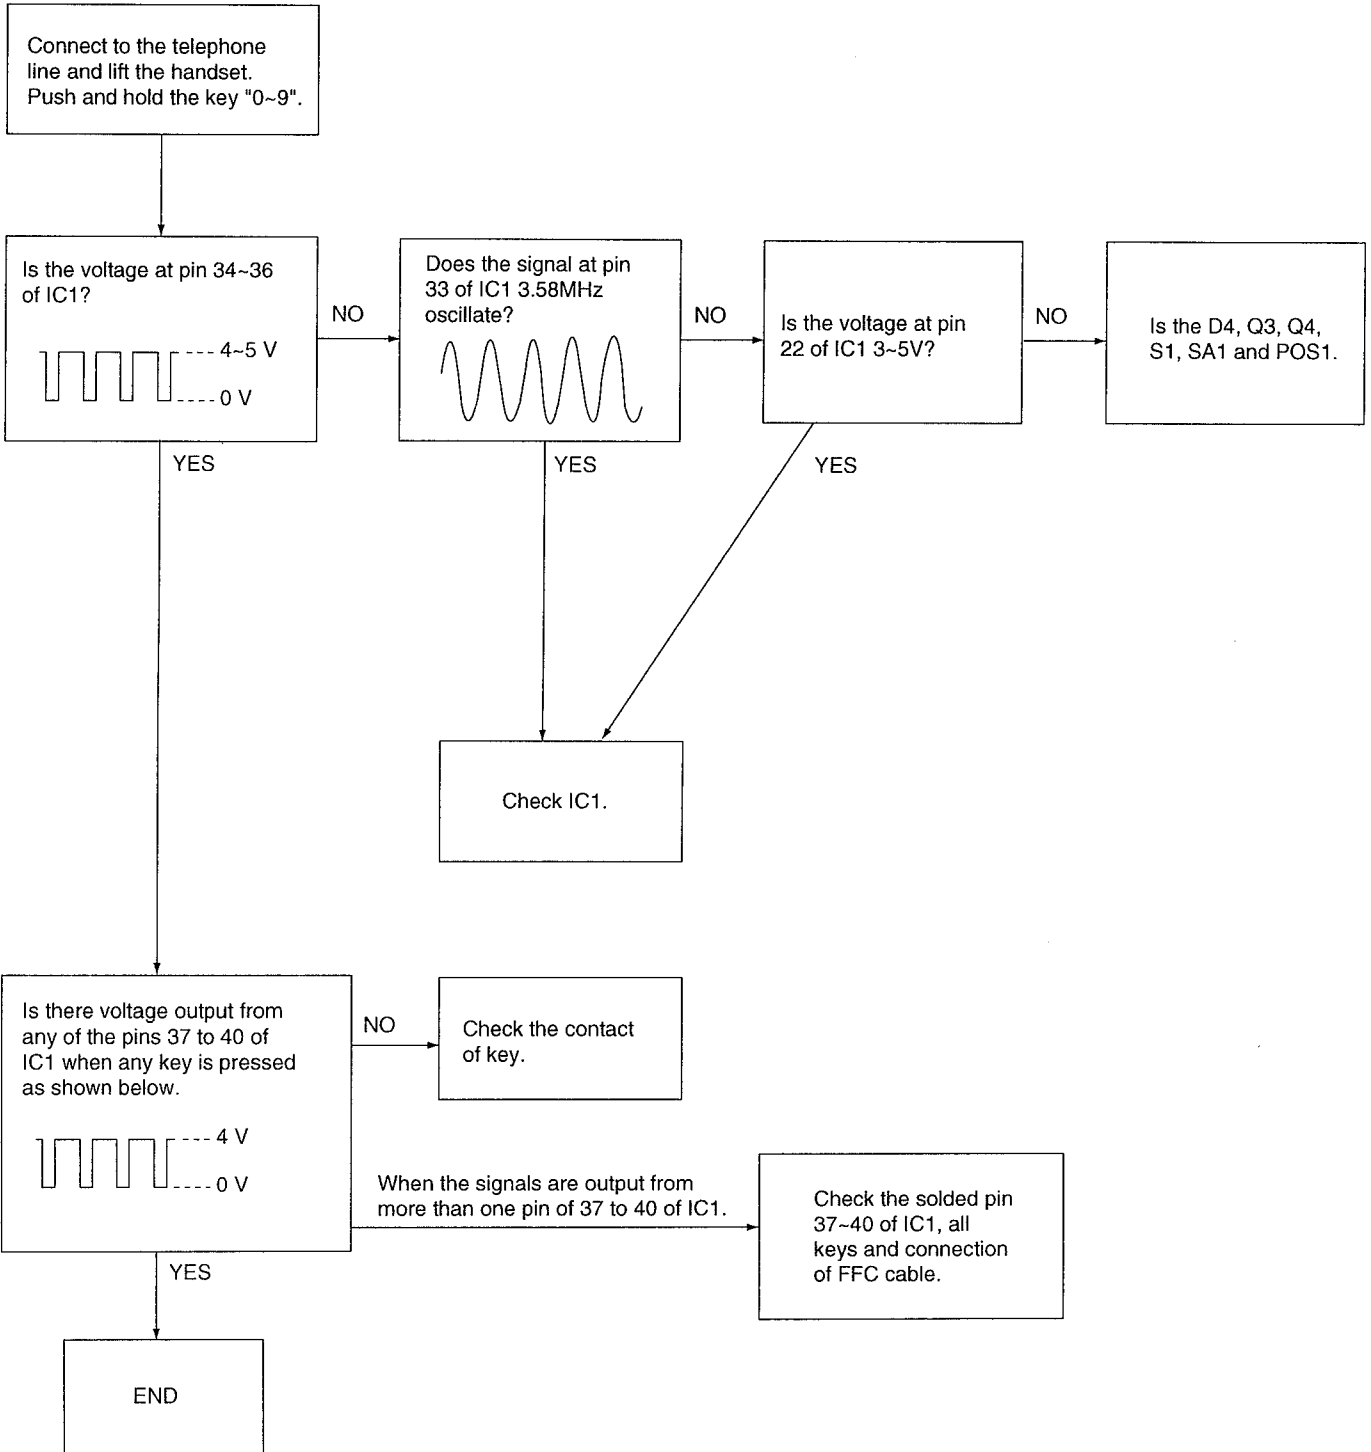 Connect to the telephone
line and lift the handset.
Push and hold the key "0~9".
Is the voltage at pin 34~36
of IC1?
4~5 V
0 V
YES
NO
Does the signal at pin
33 of IC1 3.58MHz
oscillate?
YES
NO
Is the voltage at pin
22 of IC1 3~5V?
YES
NO
Is the D4, Q3, Q4,
S1, SA1 and POS1.
Check IC1.
Is there voltage output from
any of the pins 37 to 40 of
IC1 when any key is pressed
as shown below.
4 V
0 V
NO
Check the contact
of key.
When the signals are output from
more than one pin of 37 to 40 of IC1.
Check the solded pin
37~40 of IC1, all
keys and connection
of FFC cable.
YES
END